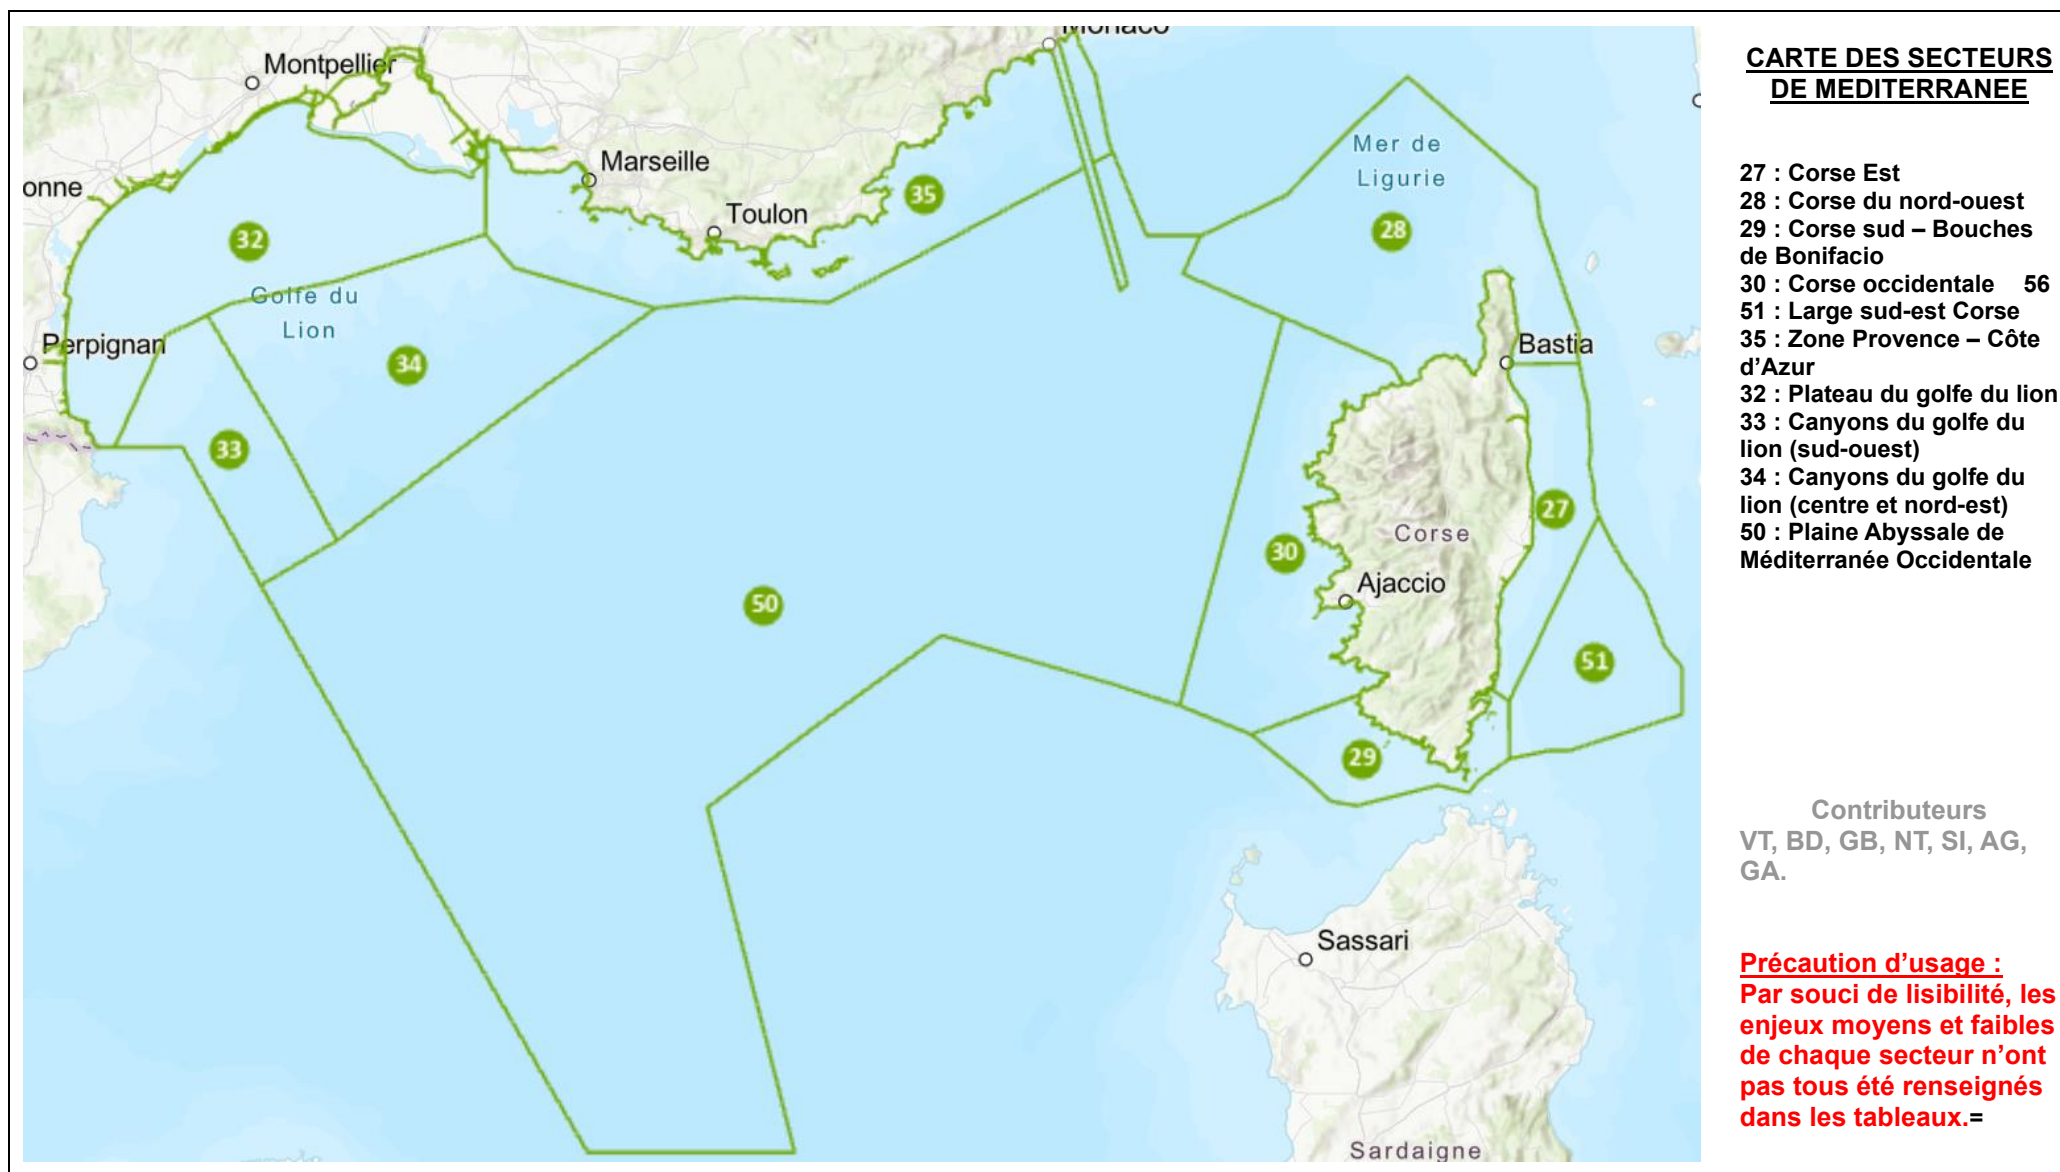 Monaco
Montpellier
Marseille
onne
Toulon
Mer de
Ligurie
35
32
28
Golfe du
Lion
Perpignan
Bastia
34
33
27
Corse
30
Ajaccio
50
51
29
Sassari
Sardaigne
CARTE DES SECTEURS
DE MEDITERRANEE
27 : Corse Est
28 : Corse du nord-ouest
29 : Corse sud – Bouches
de Bonifacio
30 : Corse occidentale 56
51 : Large sud-est Corse
35 : Zone Provence – Côte
d’Azur
32 : Plateau du golfe du lion
33 : Canyons du golfe du
lion (sud-ouest)
34 : Canyons du golfe du
lion (centre et nord-est)
50 : Plaine Abyssale de
Méditerranée Occidentale
Contributeurs
VT, BD, GB, NT, SI, AG,
GA.
Précaution d’usage :
Par souci de lisibilité, les
enjeux moyens et faibles
de chaque secteur n’ont
pas tous été renseignés
dans les tableaux.=